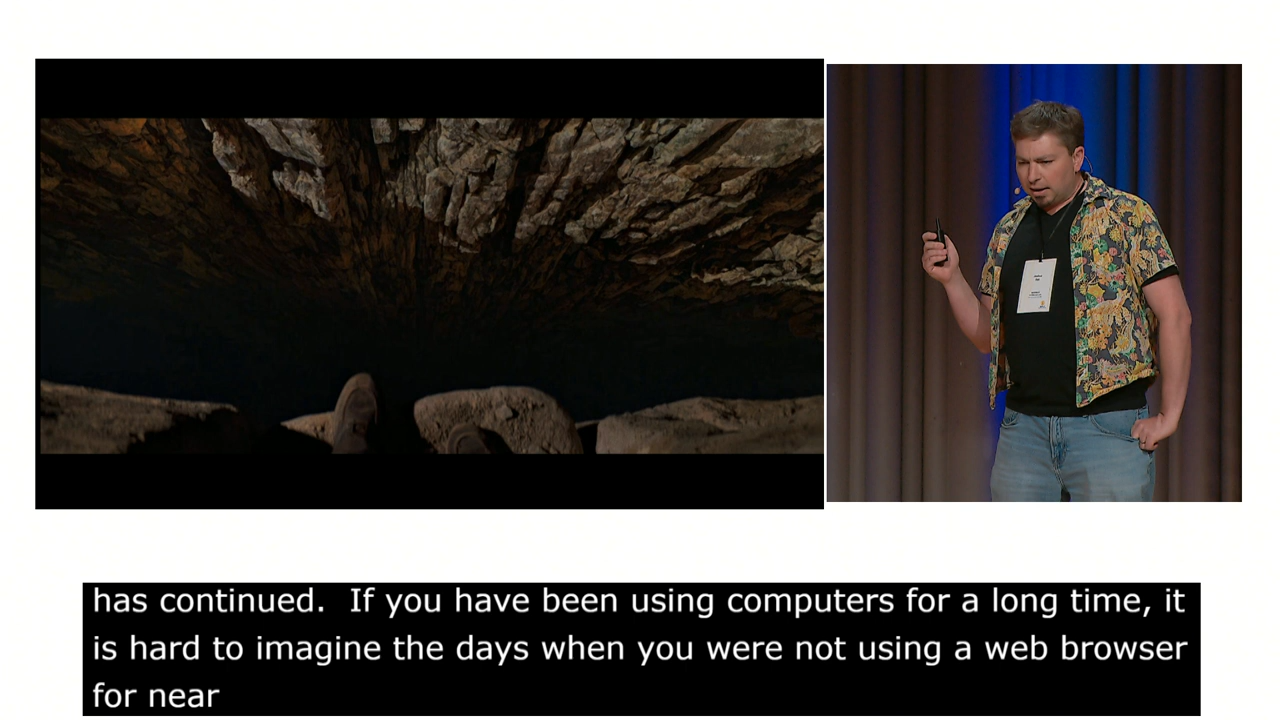 has continued.  If you have been using computers for a long time, it
is hard to imagine the days when you were not using a web browser
for near